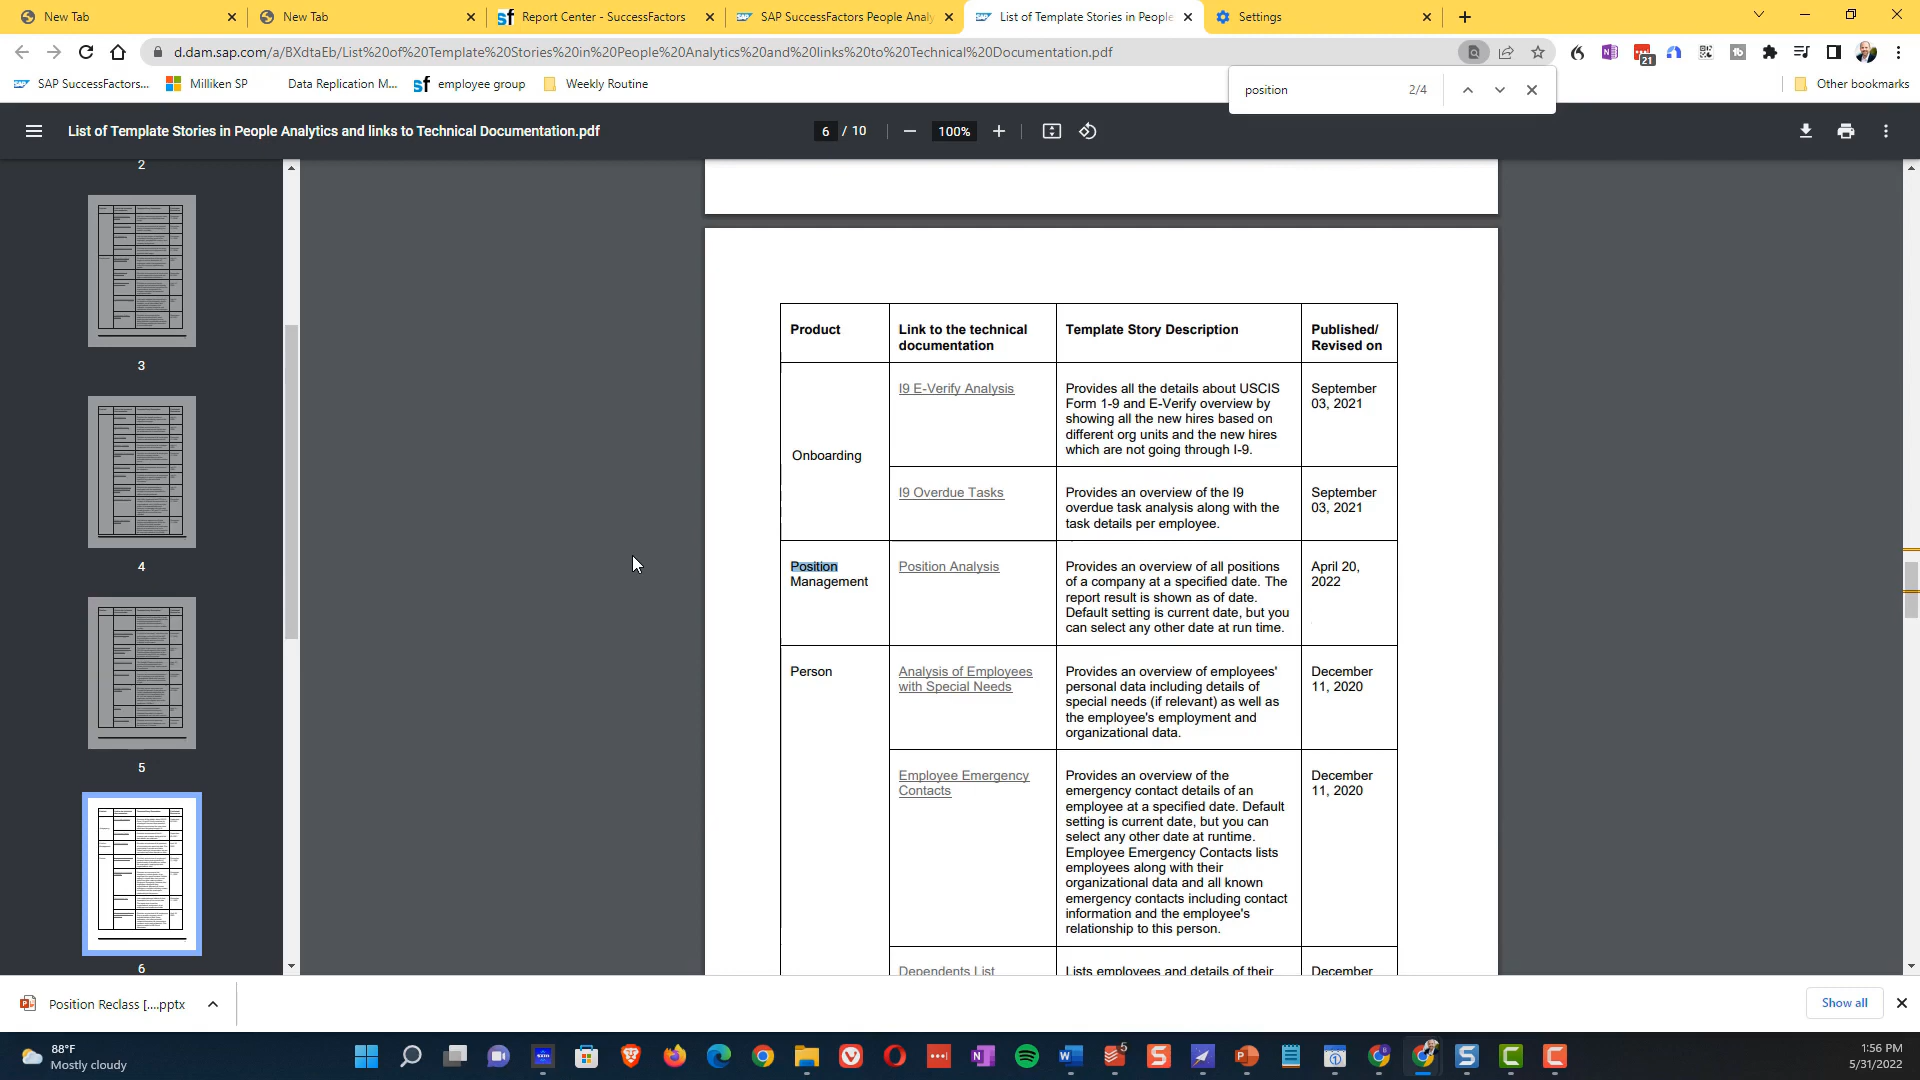 New Tab
New Tab
Report Center - SuccessFactors
SAP SuccessFactors People Analy
List of Template Stories in People
Settings
d.dam.sap.com/a/BXdtaEb/List%20of%20Template%20Stories%20in%20People%20Analytics%20and%20links%20to%20Technical%20Documentation.pdf
21
SAP SuccessFactors...
Milliken SP
Data Replication M...
employee group
Weekly Routine
Other bookmarks
position
2/4
List of Template Stories in People Analytics and links to Technical Documentation.pdf
6 / 10
100%
2
3
4
5
6
Product
Link to the technical
documentation
Template Story Description
Published/
Revised on
Onboarding
I9 E-Verify Analysis
Provides all the details about USCIS
Form 1-9 and E-Verify overview by
showing all the new hires based on
different org units and the new hires
which are not going through I-9.
September
03, 2021
I9 Overdue Tasks
Provides an overview of the I9
overdue task analysis along with the
task details per employee.
September
03, 2021
Position
Management
Position Analysis
Provides an overview of all positions
of a company at a specified date. The
report result is shown as of date.
Default setting is current date, but you
can select any other date at run time.
April 20,
2022
Person
Analysis of Employees
with Special Needs
Provides an overview of employees'
personal data including details of
special needs (if relevant) as well as
the employee's employment and
organizational data.
December
11, 2020
Employee Emergency
Contacts
Provides an overview of the
emergency contact details of an
employee at a specified date. Default
setting is current date, but you can
select any other date at runtime.
Employee Emergency Contacts lists
employees along with their
organizational data and all known
emergency contacts including contact
information and the employee's
relationship to this person.
December
11, 2020
Dependents List
Lists employees and details of their
December
Position Reclass [....pptx
Show all
88°F
Mostly cloudy
5
1:56 PM
5/31/2022